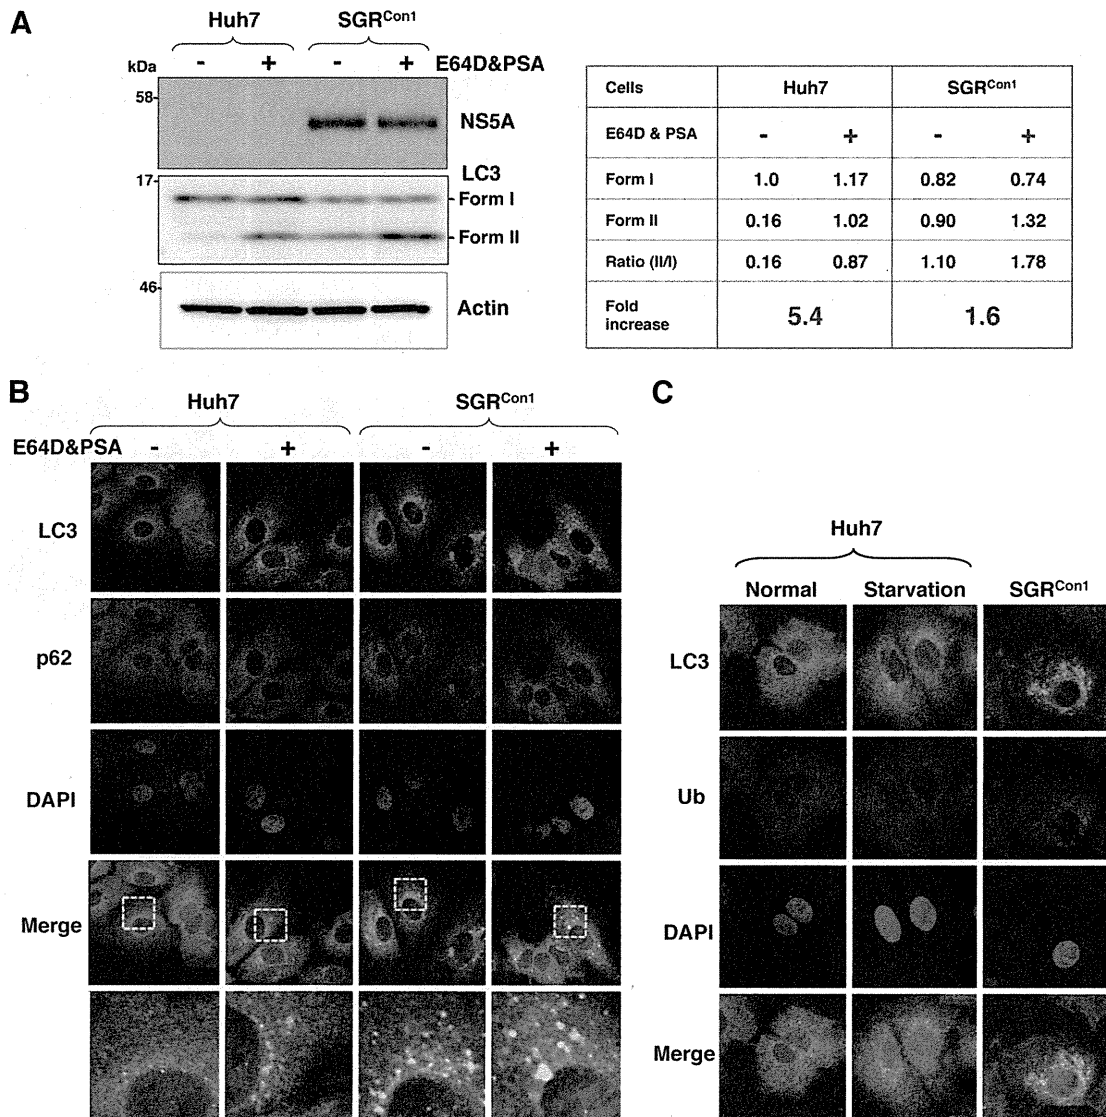 A
Huh7 SGRCon1
- + - + E64D&PSA
kDa
58-
NS5A
17-
LC3
Form I
Form II
46-
Actin
Cells Huh7 SGRCon1
E64D & PSA - + - +
Form I 1.0 1.17 0.82 0.74
Form II 0.16 1.02 0.90 1.32
Ratio (II/I) 0.16 0.87 1.10 1.78
Fold
increase 5.4 1.6
B
Huh7 SGRCon1
E64D&PSA - + - +
LC3
p62
DAPI
Merge
C
Huh7
Normal Starvation SGRCon1
LC3
Ub
DAPI
Merge